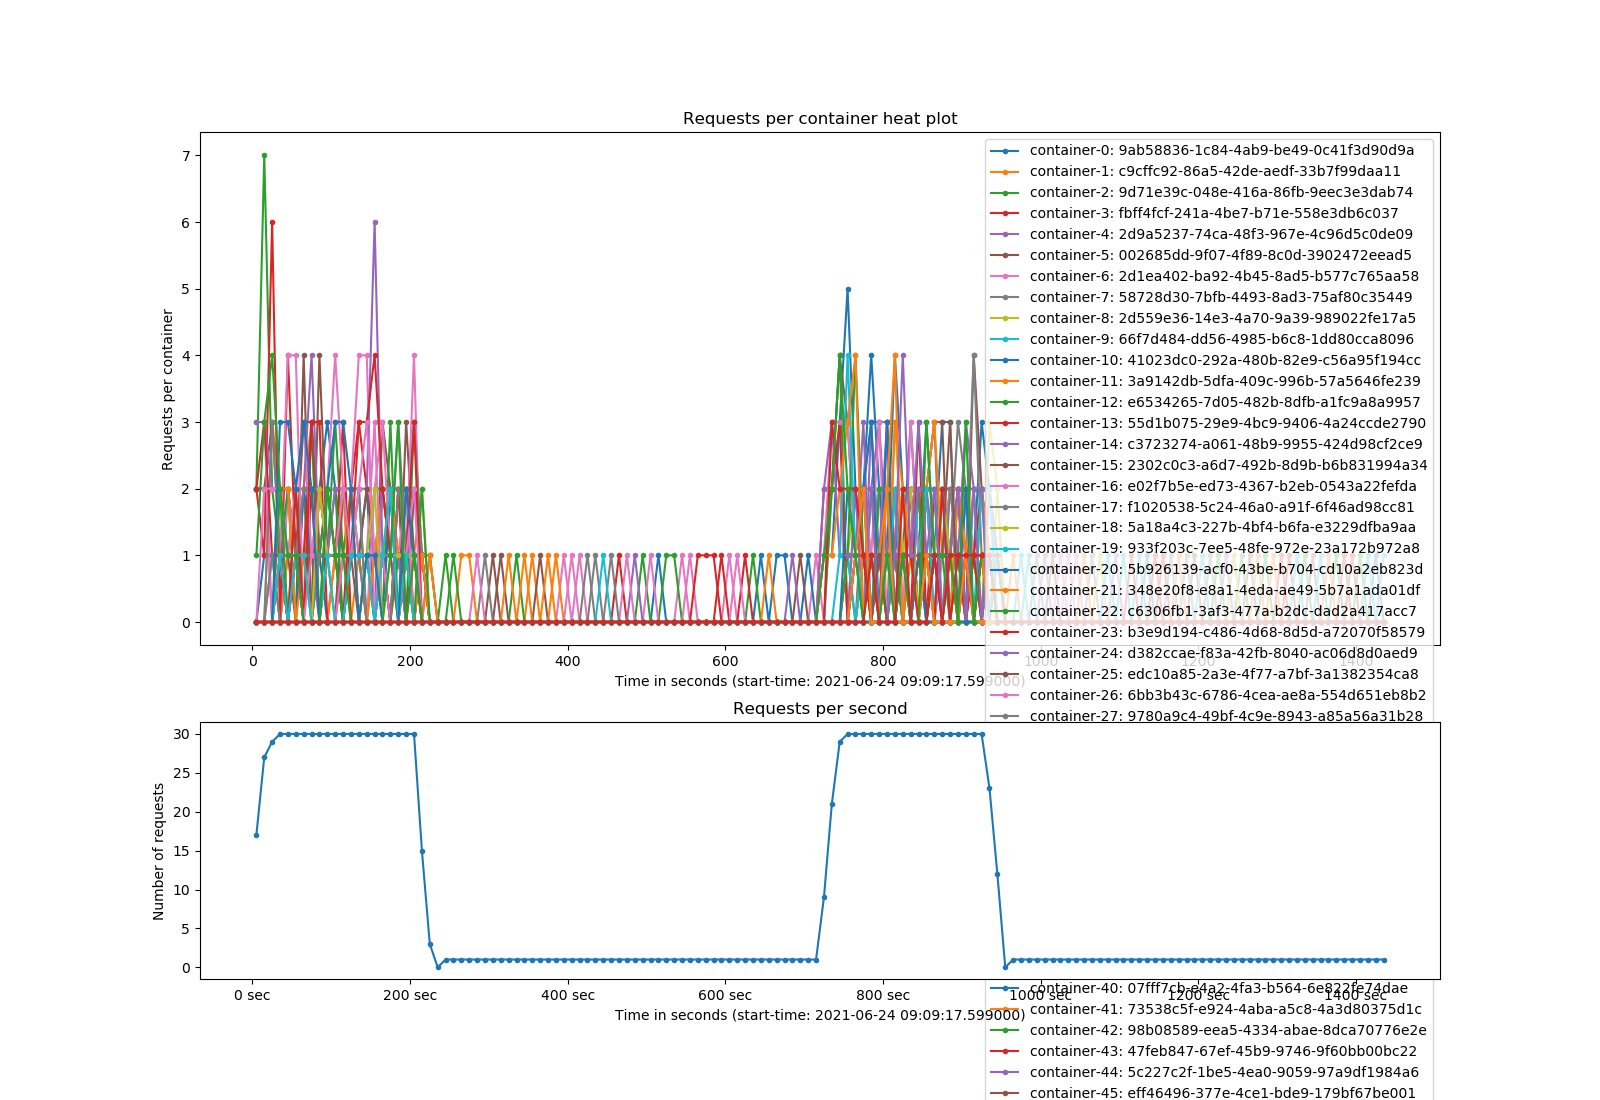 Requests per container heat plot
Requests per container
7
6
5
4
3
2
1
0
0
200
400
600
800
1000
1200
1400
Time in seconds (start-time: 2021-06-24 09:09:17.599000)
container-0: 9ab58836-1c84-4ab9-be49-0c41f3d90d9a
container-1: c9cffc92-86a5-42de-aedf-33b7f99daa11
container-2: 9d71e39c-048e-416a-86fb-9eec3e3dab74
container-3: fbff4fcf-241a-4be7-b71e-558e3db6c037
container-4: 2d9a5237-74ca-48f3-967e-4c96d5c0de09
container-5: 002685dd-9f07-4f89-8c0d-3902472eead5
container-6: 2d1ea402-ba92-4b45-8ad5-b577c765aa58
container-7: 58728d30-7bfb-4493-8ad3-75af80c35449
container-8: 2d559e36-14e3-4a70-9a39-989022fe17a5
container-9: 66f7d484-dd56-4985-b6c8-1dd80cca8096
container-10: 41023dc0-292a-480b-82e9-c56a95f194cc
container-11: 3a9142db-5dfa-409c-996b-57a5646fe239
container-12: e6534265-7d05-482b-8dfb-a1fc9a8a9957
container-13: 55d1b075-29e9-4bc9-9406-4a24ccde2790
container-14: c3723274-a061-48b9-9955-424d98cf2ce9
container-15: 2302c0c3-a6d7-492b-8d9b-b6b831994a34
container-16: e02f7b5e-ed73-4367-b2eb-0543a22fefda
container-17: f1020538-5c24-46a0-a91f-6f46ad98cc81
container-18: 5a18a4c3-227b-4bf4-b6fa-e3229dfba9aa
container-19: 933f203c-7ee5-48fe-972e-23a172b972a8
container-20: 5b926139-acf0-43be-b704-cd10a2eb823d
container-21: 348e20f8-e8a1-4eda-ae49-5b7a1ada01df
container-22: c6306fb1-3af3-477a-b2dc-dad2a417acc7
container-23: b3e9d194-c486-4d68-8d5d-a72070f58579
container-24: d382ccae-f83a-42fb-8040-ac06d8d0aed9
container-25: edc10a85-2a3e-4f77-a7bf-3a1382354ca8
container-26: 6bb3b43c-6786-4cea-ae8a-554d651eb8b2
container-27: 9780a9c4-49bf-4c9e-8943-a85a56a31b28
Requests per second
Number of requests
30
25
20
15
10
5
0
0 sec
200 sec
400 sec
600 sec
800 sec
1000 sec
1200 sec
1400 sec
Time in seconds (start-time: 2021-06-24 09:09:17.599000)
container-40: 07fff7cb-e4a2-4fa3-b564-6e822fe74dae
container-41: 73538c5f-e924-4aba-a5c8-4a3d80375d1c
container-42: 98b08589-eea5-4334-abae-8dca70776e2e
container-43: 47feb847-67ef-45b9-9746-9f60bb00bc22
container-44: 5c227c2f-1be5-4ea0-9059-97a9df1984a6
container-45: eff46496-377e-4ce1-bde9-179bf67be001